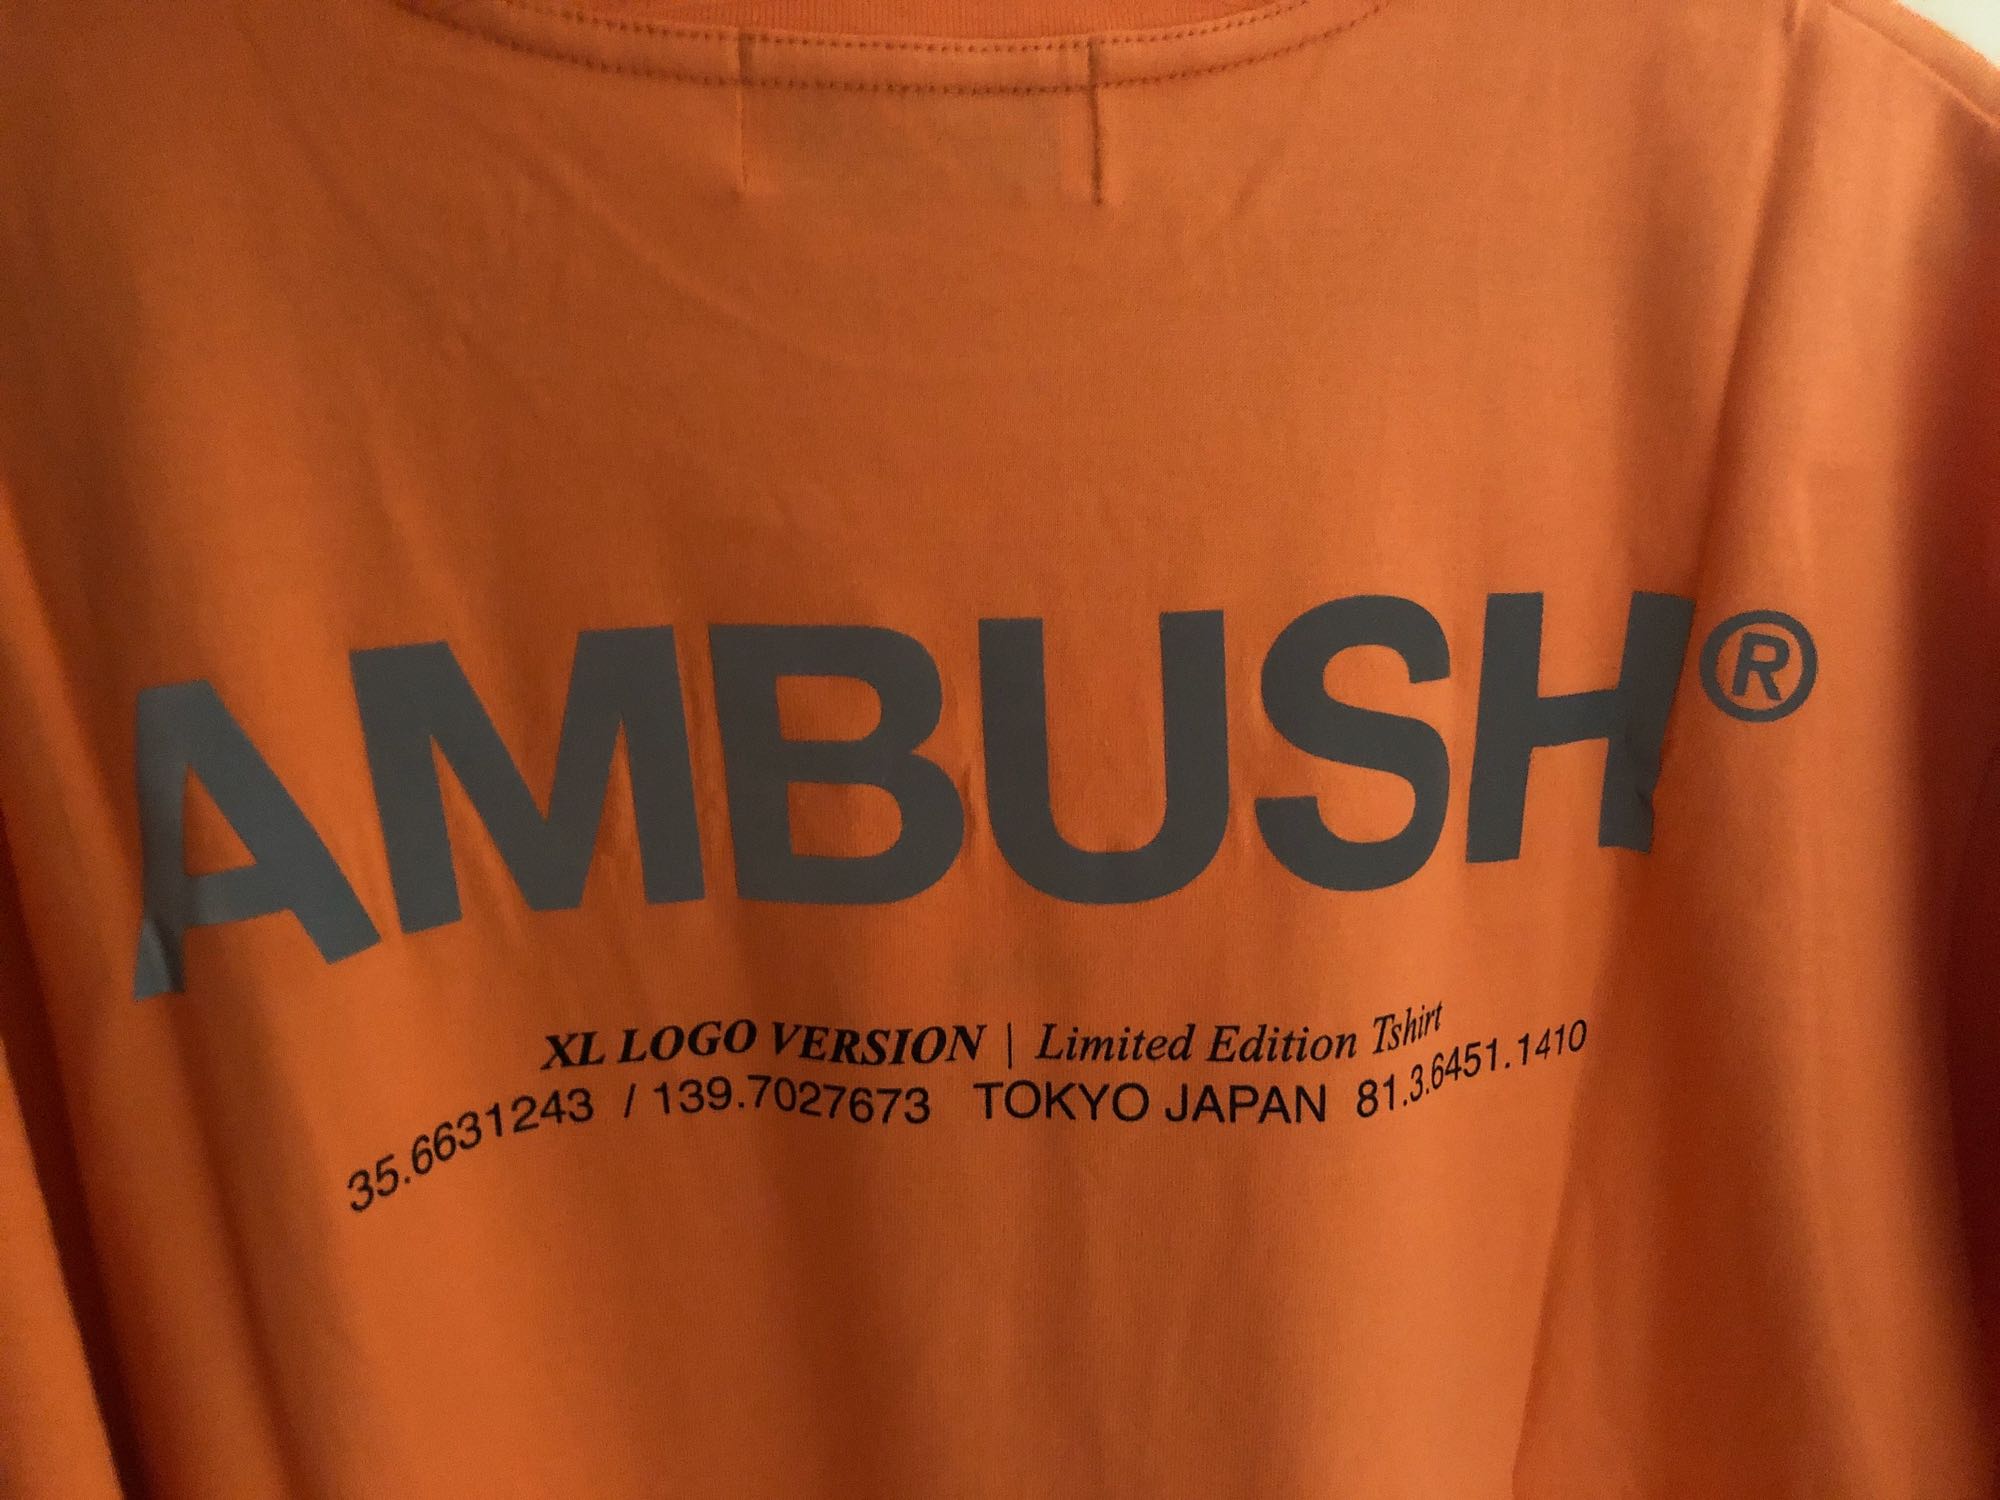 AMBUSH®
XL LOGO VERSION | Limited Edition Tshirt
35.6631243 / 139.7027673 TOKYO JAPAN 81.3.6451.1410